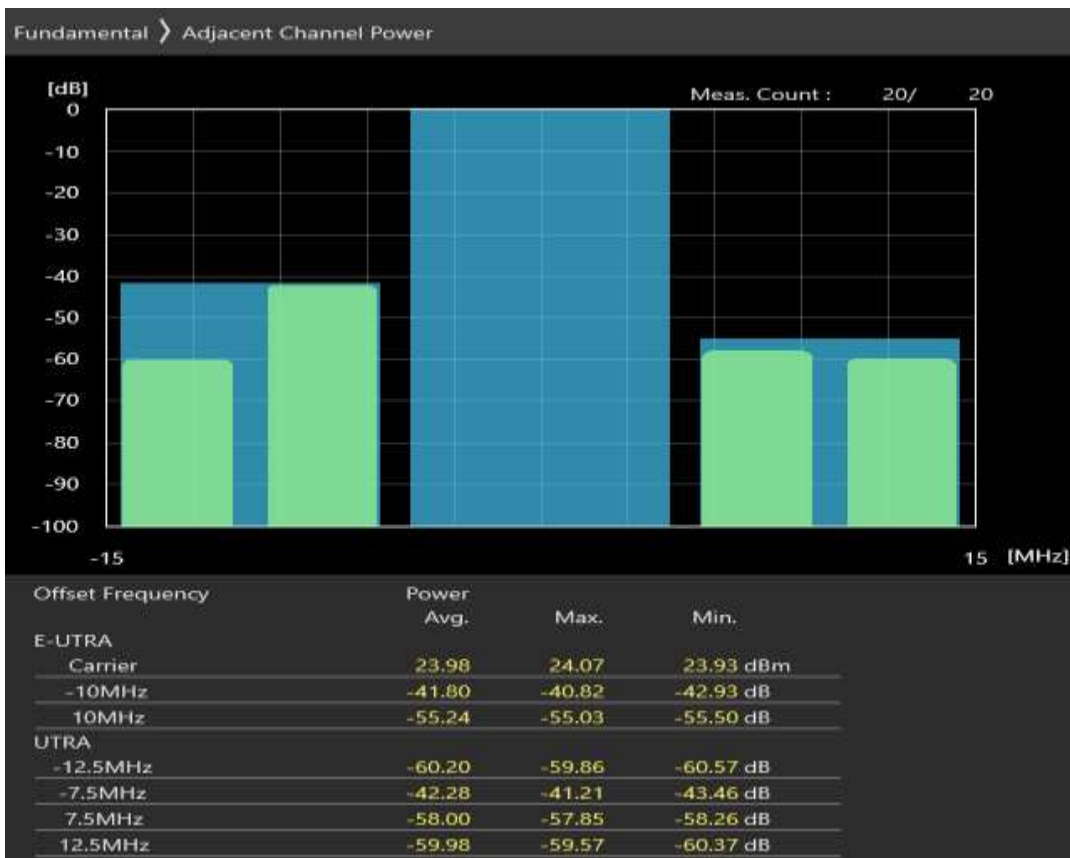 Fundamental ❯ Adjacent Channel Power
[dB]
Meas. Count : 20/ 20
0
-10
-20
-30
-40
-50
-60
-70
-80
-90
-100
-15 15 [MHz]
Offset Frequency Power
Avg. Max. Min.
E-UTRA
Carrier 23.98 24.07 23.93 dBm
-10MHz -41.80 -40.82 -42.93 dB
10MHz -55.24 -55.03 -55.50 dB
UTRA
-12.5MHz -60.20 -59.86 -60.57 dB
-7.5MHz -42.28 -41.21 -43.46 dB
7.5MHz -58.00 -57.85 -58.26 dB
12.5MHz -59.98 -59.57 -60.37 dB